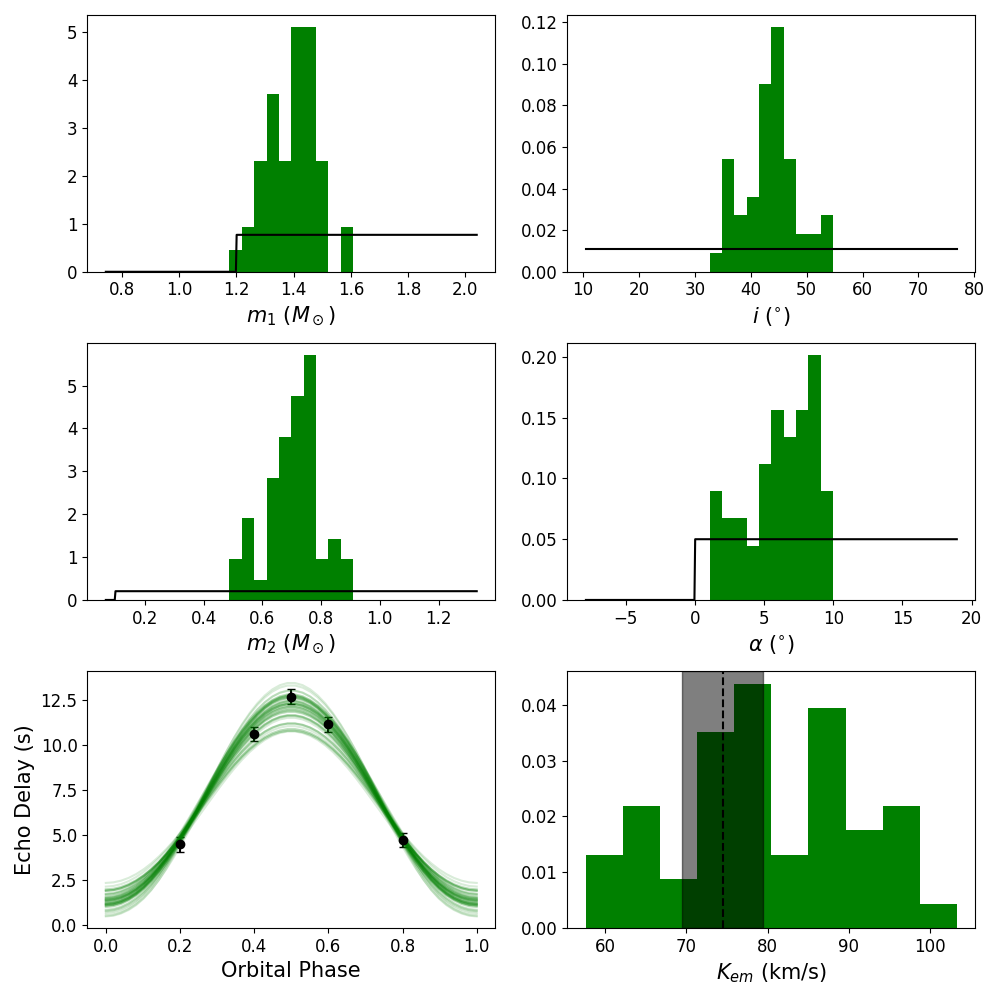 5
4
3
2
1
0
0.8 1.0 1.2 1.4 1.6 1.8 2.0
m₁ (M⊙)
0.12
0.10
0.08
0.06
0.04
0.02
0.00
10 20 30 40 50 60 70 80
i (°)
5
4
3
2
1
0
0.2 0.4 0.6 0.8 1.0 1.2
m₂ (M⊙)
0.20
0.15
0.10
0.05
0.00
−5 0 5 10 15 20
α (°)
Echo Delay (s)
12.5
10.0
7.5
5.0
2.5
0.0
0.0 0.2 0.4 0.6 0.8 1.0
Orbital Phase
0.04
0.03
0.02
0.01
0.00
60 70 80 90 100
Kₑₘ (km/s)